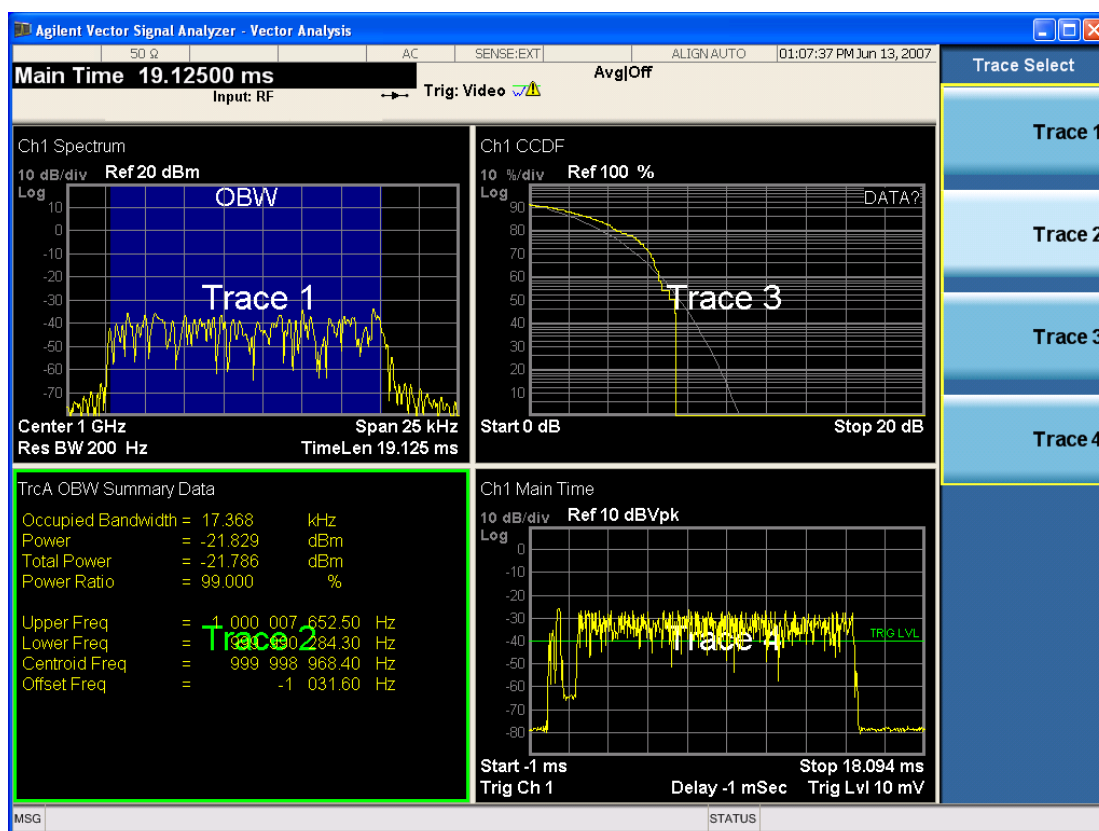 Agilent Vector Signal Analyzer - Vector Analysis
50 Ω AC SENSE:EXT ALIGN AUTO 01:07:37 PM Jun 13, 2007
Main Time 19.12500 ms
Avg|Off
Input: RF
Trig: Video
Trace Select
Trace 1
Trace 2
Trace 3
Trace 4
Ch1 Spectrum
10 dB/div Ref 20 dBm
Log
OBW
10
0
-10
-20
-30
-40
-50
-60
-70
Trace 1
Center 1 GHz Span 25 kHz
Res BW 200 Hz TimeLen 19.125 ms
Ch1 CCDF
10 %/div Ref 100 %
Log
DATA?
90
80
70
60
50
40
30
20
10
Trace 3
Start 0 dB Stop 20 dB
TrcA OBW Summary Data
Occupied Bandwidth = 17.368 kHz
Power = -21.829 dBm
Total Power = -21.786 dBm
Power Ratio = 99.000 %
Upper Freq = 1 000 007 652.50 Hz
Lower Freq = 999 990 284.30 Hz
Centroid Freq = 999 998 968.40 Hz
Offset Freq = -1 031.60 Hz
Trace 2
Ch1 Main Time
10 dB/div Ref 10 dBVpk
Log
0
-10
-20
-30
-40
-50
-60
-70
-80
TRIG LVL
Trace 4
Start -1 ms Stop 18.094 ms
Trig Ch 1 Delay -1 mSec Trig Lvl 10 mV
MSG STATUS